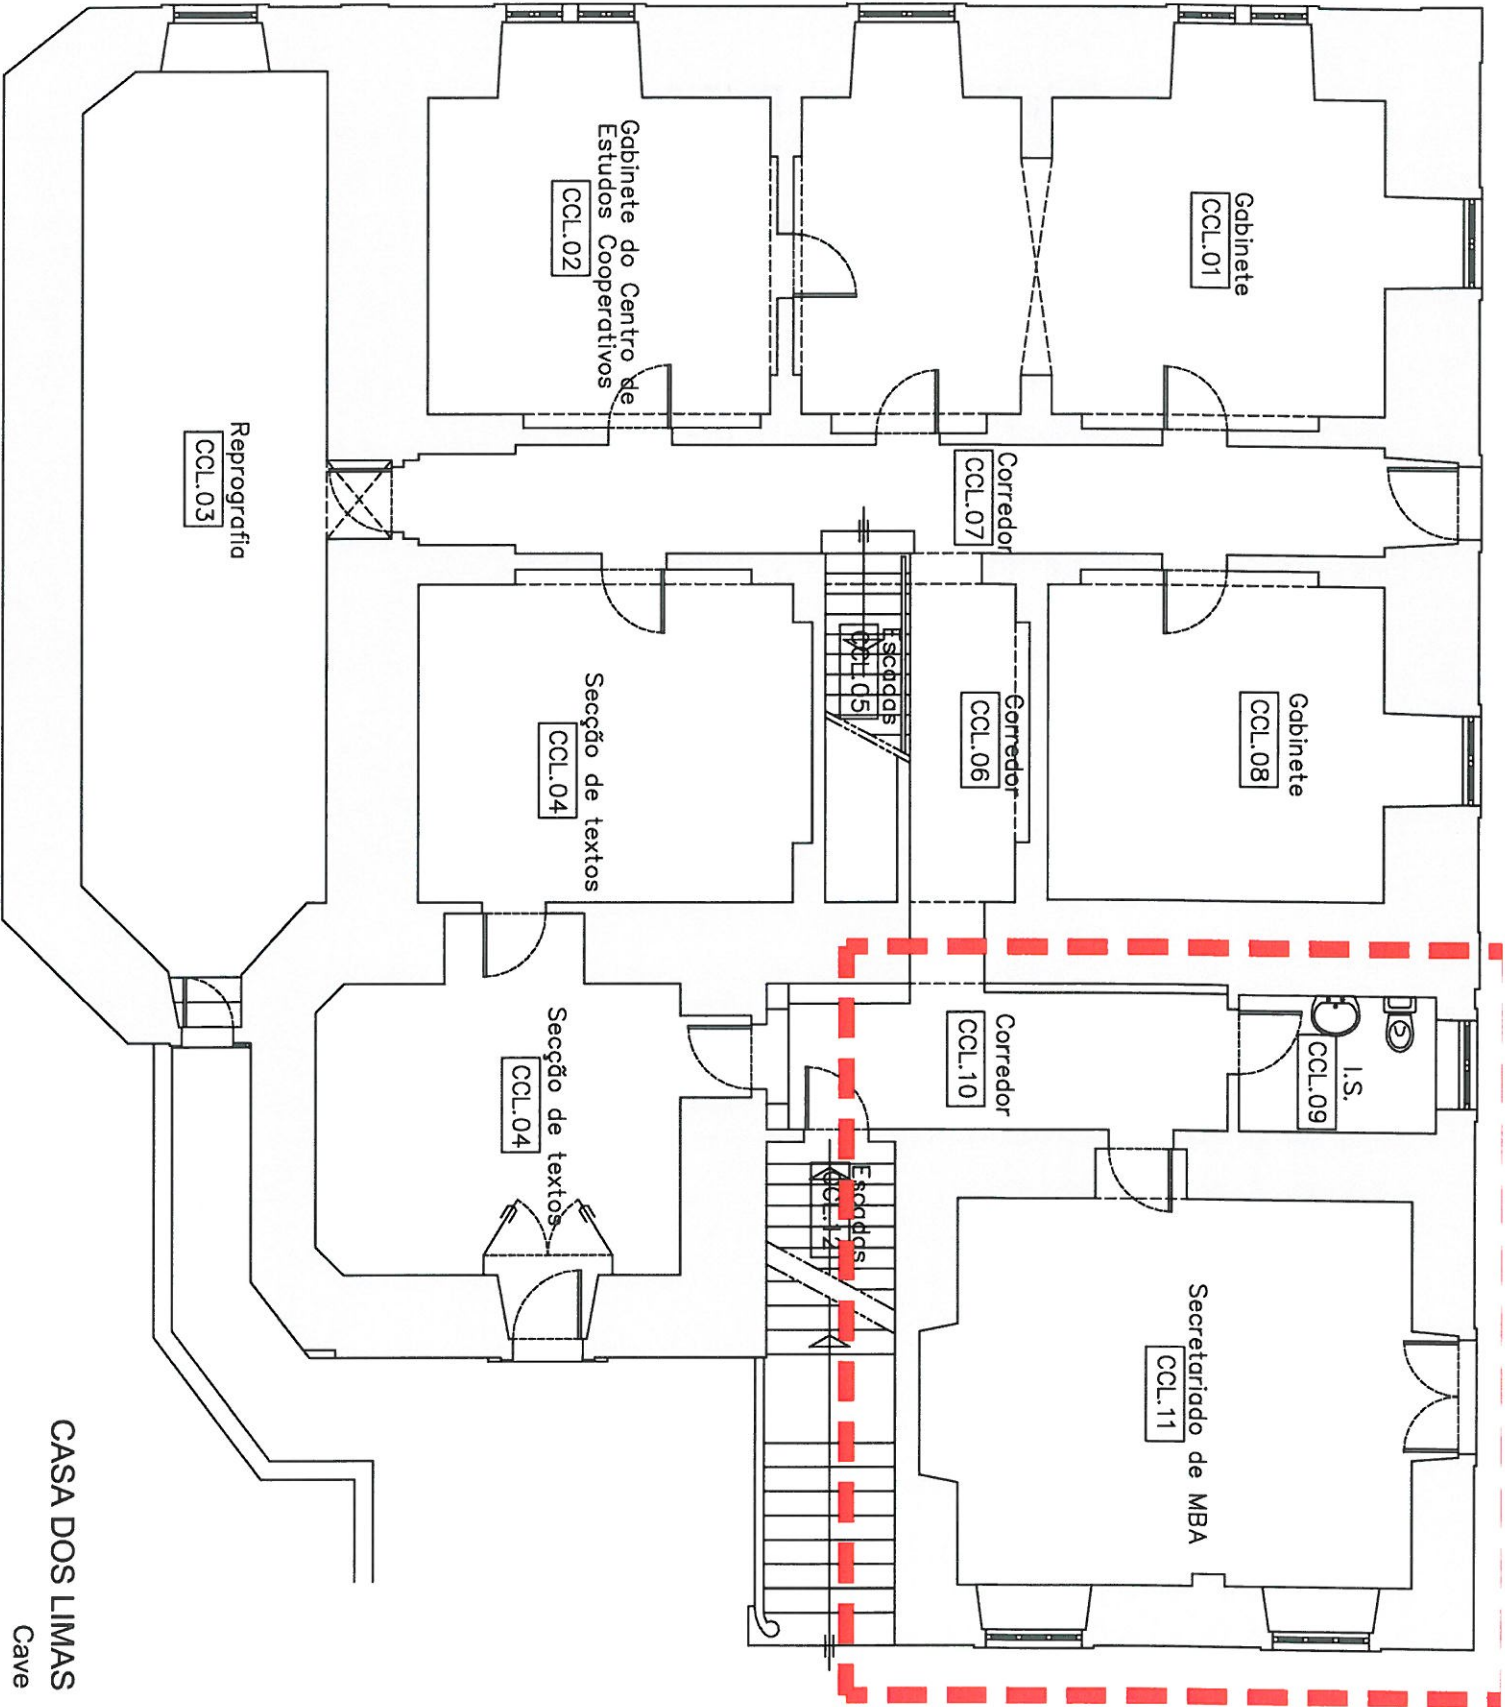 Gabinete
CCL.01
Gabinete do Centro de
Estudos Cooperativos
CCL.02
Reprografia
CCL.03
Corredor
CCL.07
Escadas
CCL.05
Corredor
CCL.06
Gabinete
CCL.08
Secção de textos
CCL.04
Secção de textos
CCL.04
Corredor
CCL.10
I.S.
CCL.09
Escadas
CCL.12
Secretariado de MBA
CCL.11
CASA DOS LIMAS
Cave